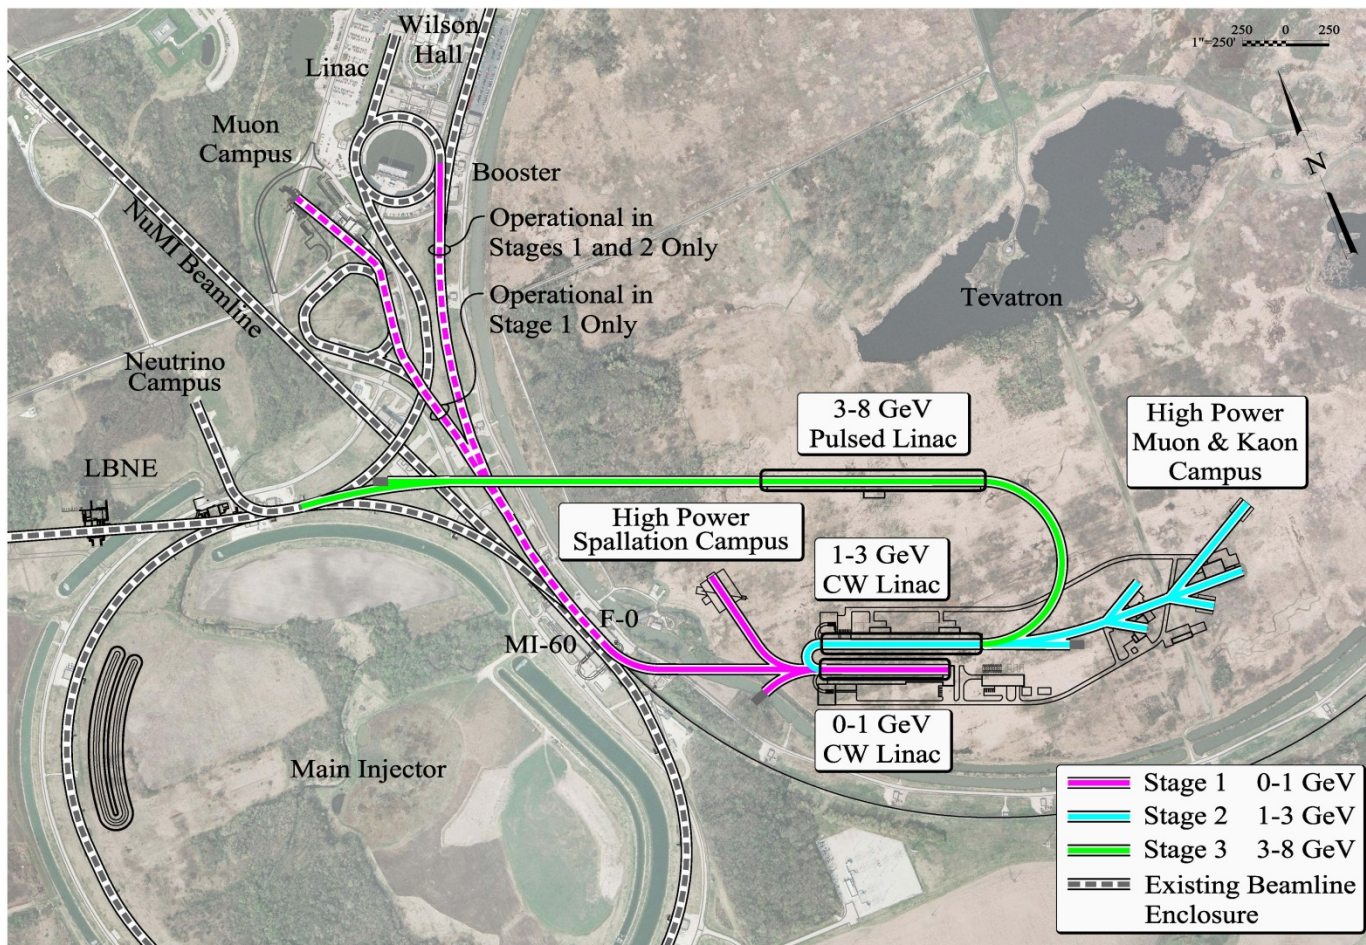 Wilson
Hall
Linac
250 0 250
1"=250'
N
Muon
Campus
Booster
Operational in
Stages 1 and 2 Only
NuMI Beamline
Operational in
Stage 1 Only
Tevatron
Neutrino
Campus
3-8 GeV
Pulsed Linac
High Power
Muon & Kaon
Campus
LBNE
High Power
Spallation Campus
1-3 GeV
CW Linac
F-0
MI-60
0-1 GeV
CW Linac
Main Injector
Stage 1 0-1 GeV
Stage 2 1-3 GeV
Stage 3 3-8 GeV
Existing Beamline
Enclosure